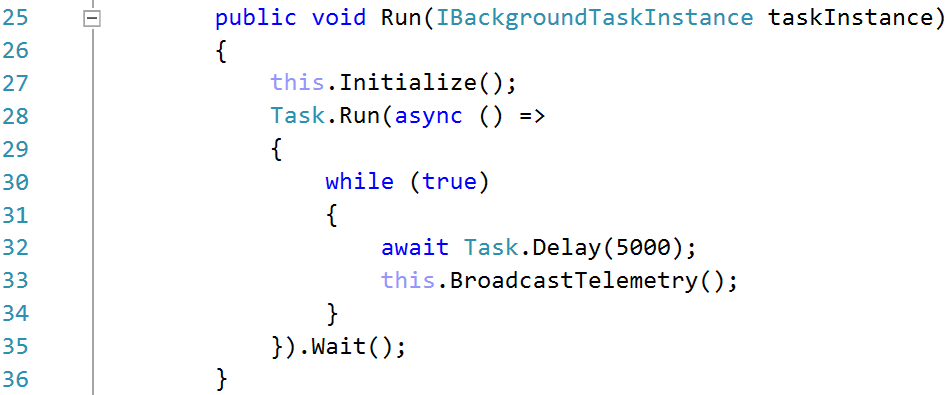 25 public void Run(IBackgroundTaskInstance taskInstance)
26 {
27 this.Initialize();
28 Task.Run(async () =>
29 {
30 while (true)
31 {
32 await Task.Delay(5000);
33 this.BroadcastTelemetry();
34 }
35 }).Wait();
36 }